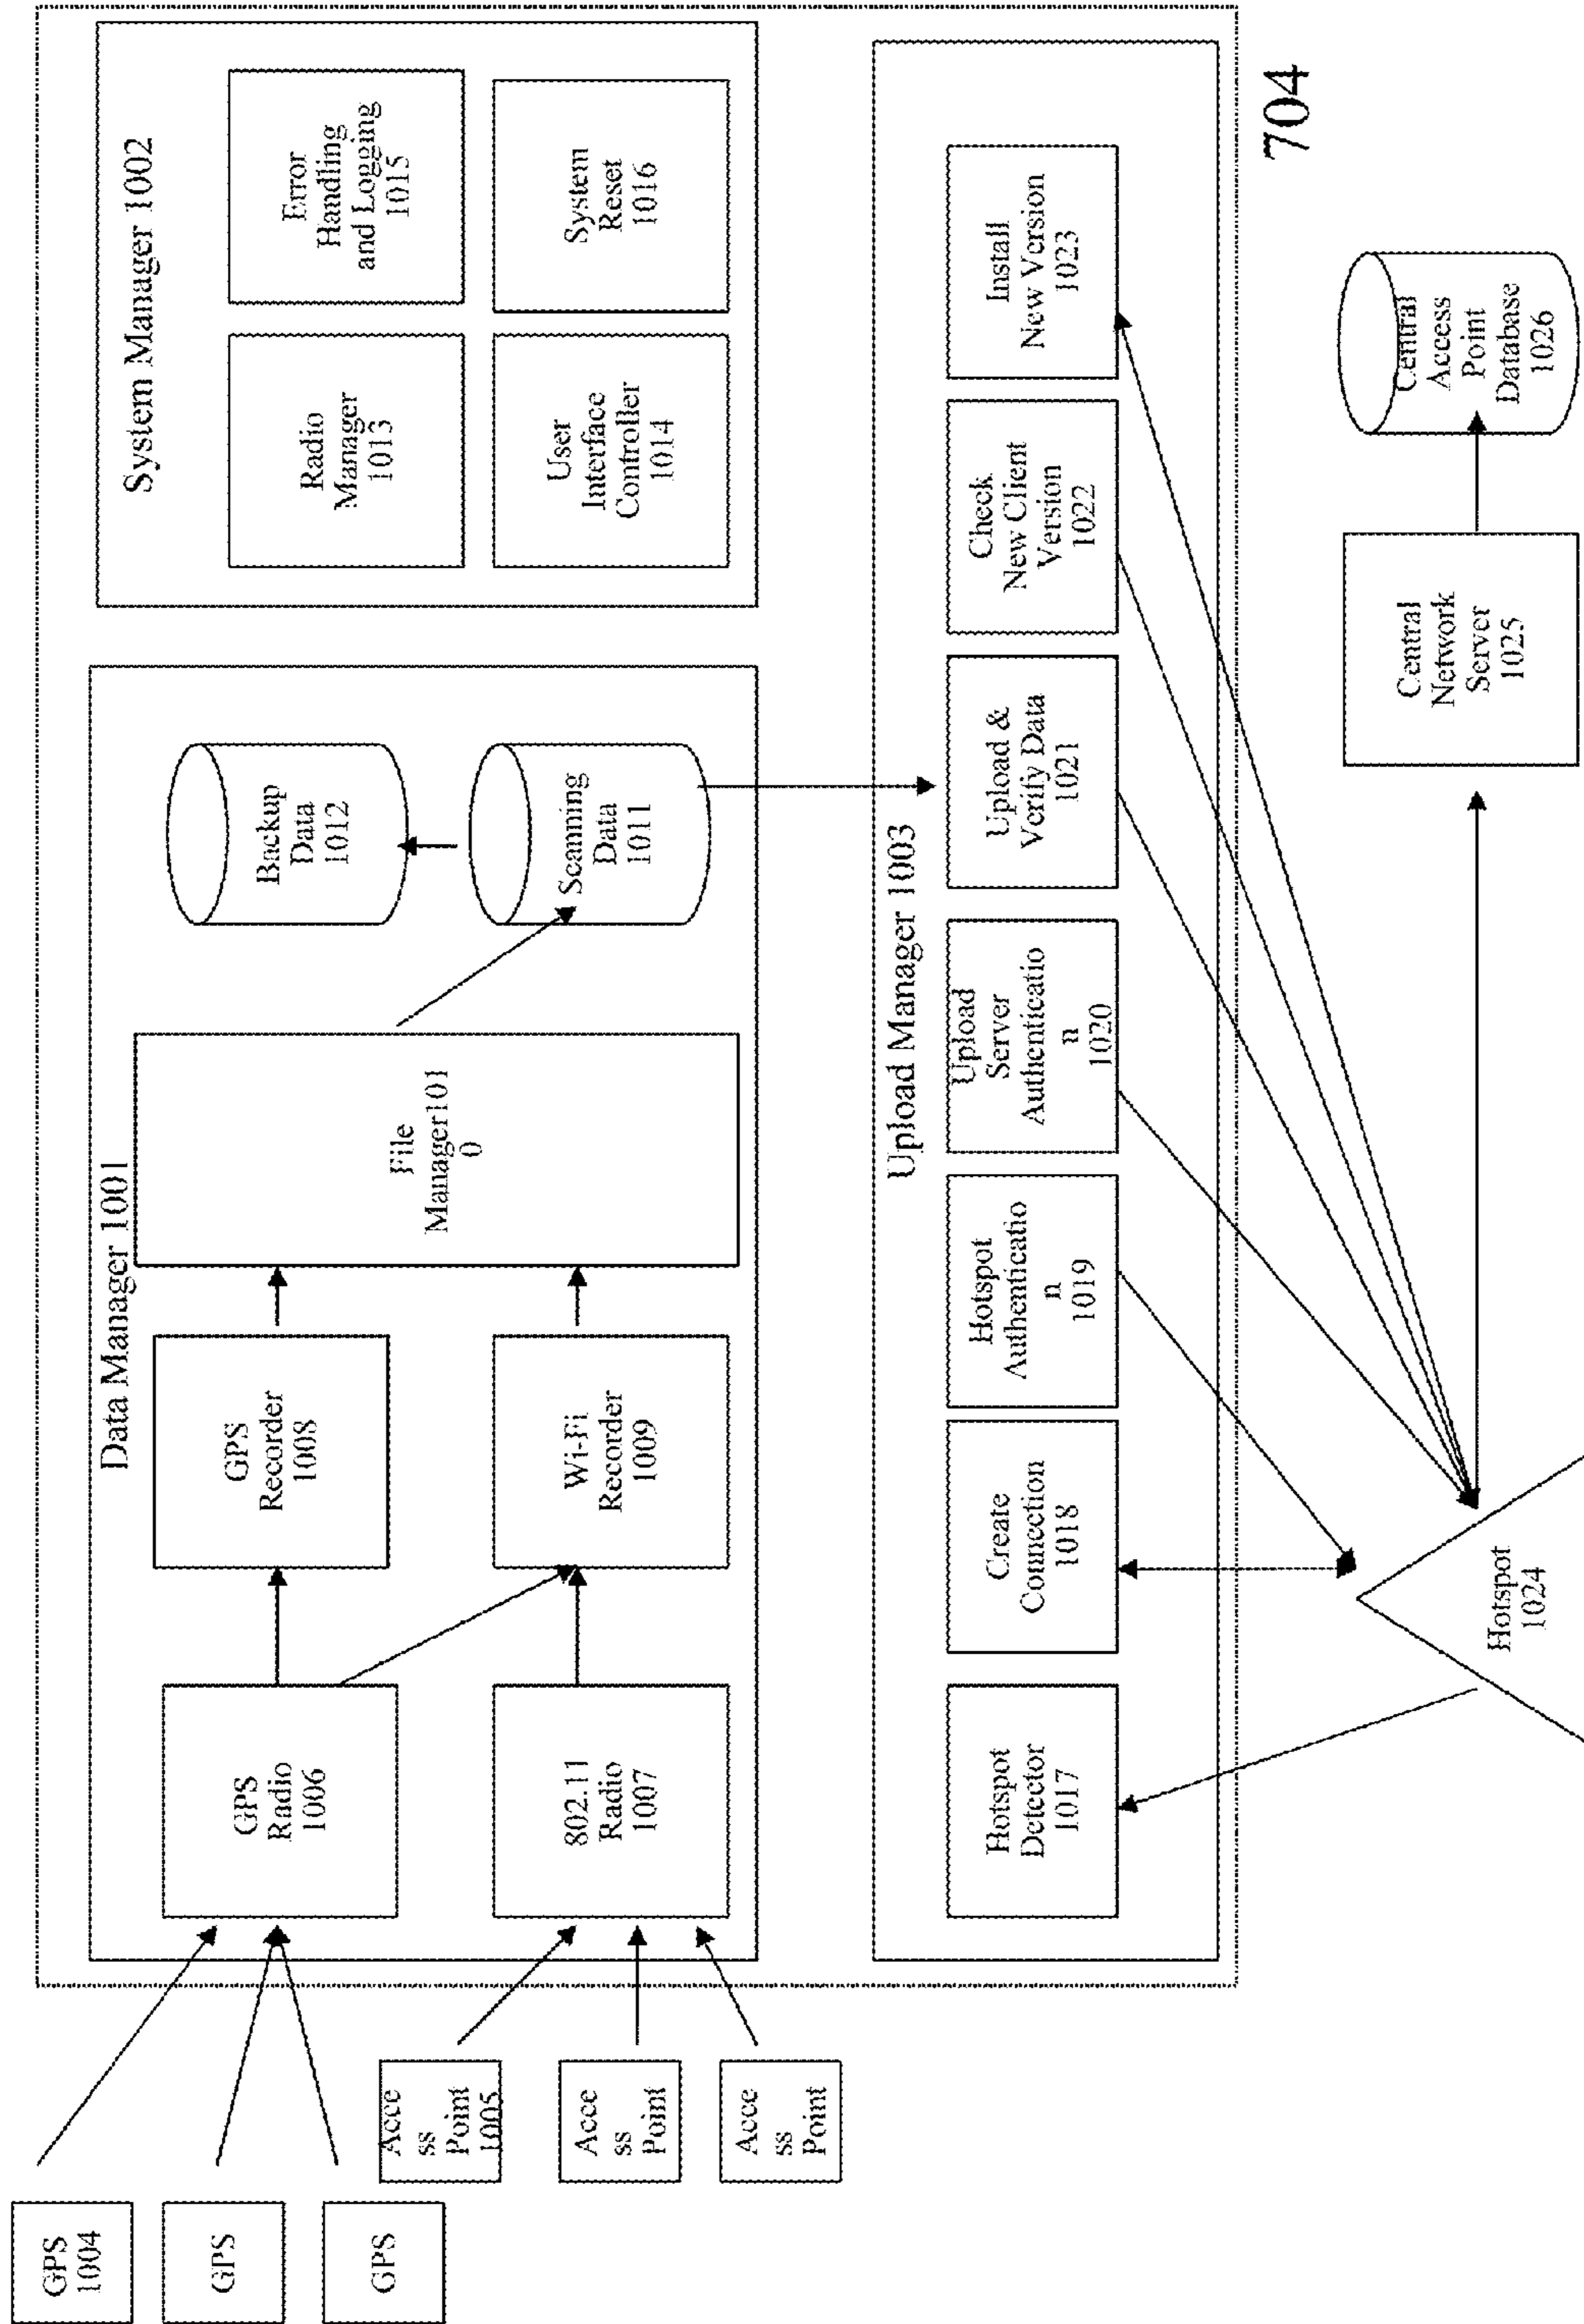 Data Manager 1001
System Manager 1002
GPS
1004
GPS
GPS
Acce
ss
Point
1005
Acce
ss
Point
Acce
ss
Point
GPS
Radio
1006
802.11
Radio
1007
GPS
Recorder
1008
Wi-Fi
Recorder
1009
File
Manager101
0
Backup
Data
1012
Scanning
Data
1011
Radio
Manager
1013
Error
Handling
and Logging
1015
User
Interface
Controller
1014
System
Reset
1016
Upload Manager 1003
Hotspot
Detector
1017
Create
Connection
1018
Hotspot
Authenticatio
n
1019
Upload
Server
Authenticatio
n
1020
Upload &
Verify Data
1021
Check
New Client
Version
1022
Install
New Version
1023
704
Hotspot
1024
Central
Network
Server
1025
Central
Access
Point
Database
1026